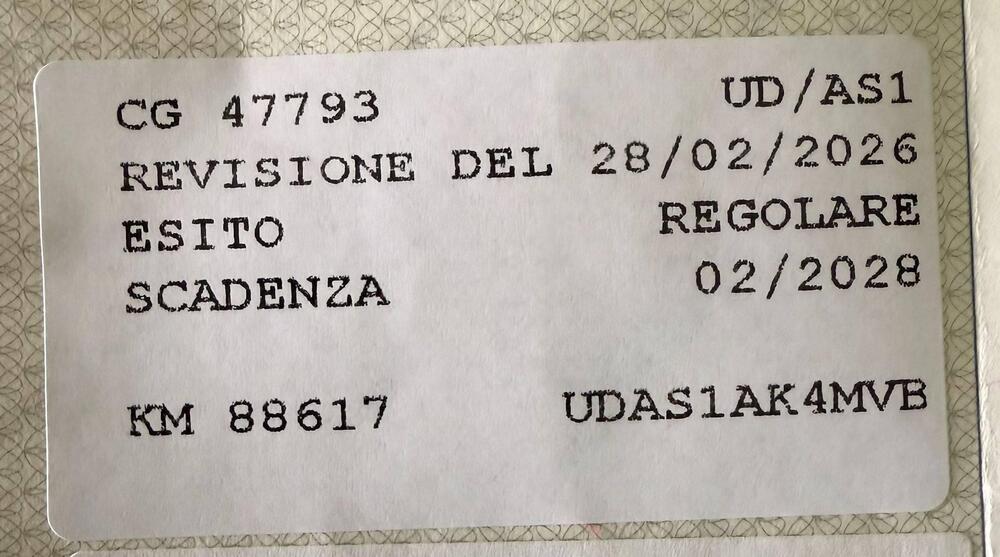 CG 47793 UD/AS1
REVISIONE DEL 28/02/2026
ESITO REGOLARE
SCADENZA 02/2028
KM 88617 UDAS1AK4MVB